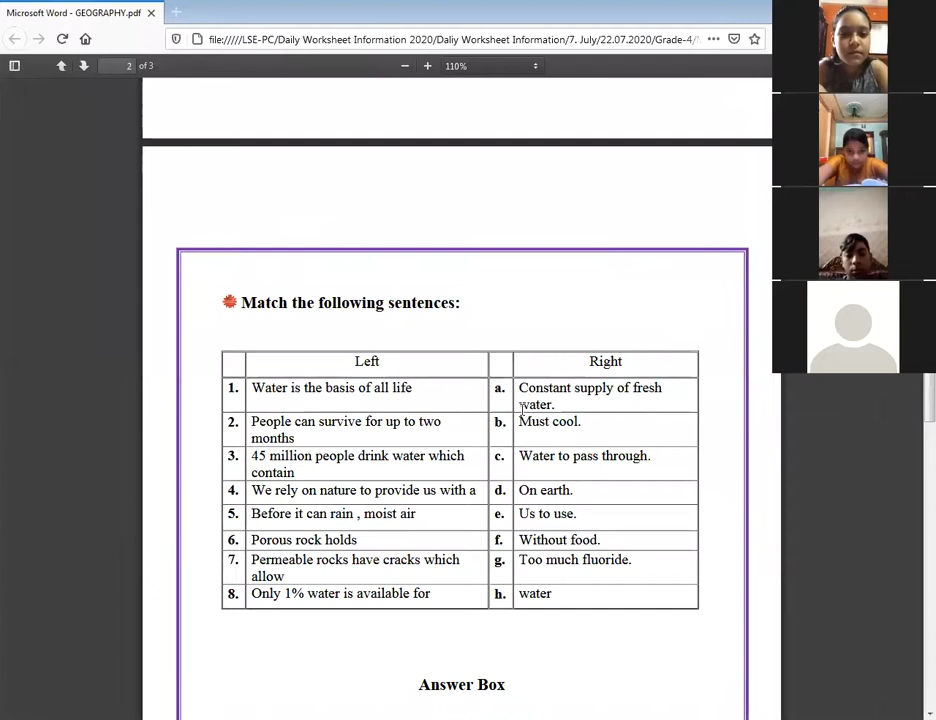 Microsoft Word - GEOGRAPHY.pdf
file://///LSE-PC/Daily Worksheet Information 2020/Daliy Worksheet Information/7. July/22.07.2020/Grade-4/
2 of 3
110%
Match the following sentences:
Left Right
1. Water is the basis of all life a. Constant supply of fresh
water.
2. People can survive for up to two b. Must cool.
months
3. 45 million people drink water which c. Water to pass through.
contain
4. We rely on nature to provide us with a d. On earth.
5. Before it can rain , moist air e. Us to use.
6. Porous rock holds f. Without food.
7. Permeable rocks have cracks which g. Too much fluoride.
allow
8. Only 1% water is available for h. water
Answer Box